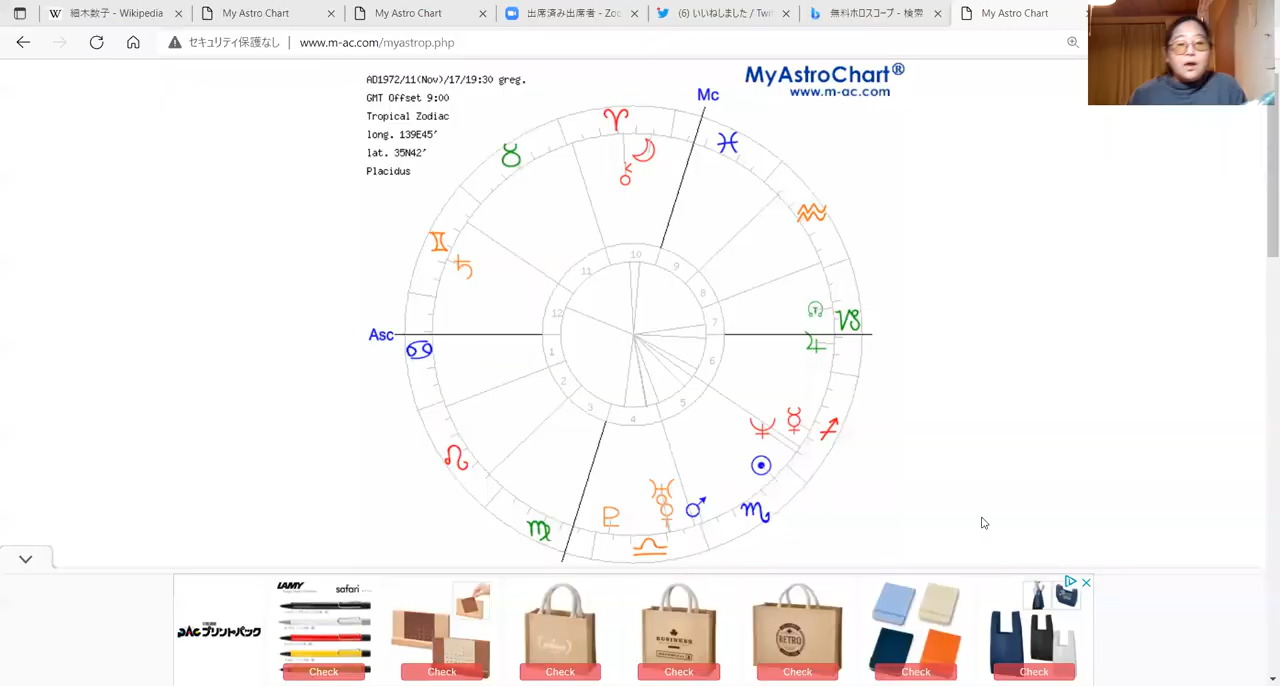 細木数子 - Wikipedia
My Astro Chart
My Astro Chart
出席済み出席者 - Zoo
(6) いいねしました / Twit
無料ホロスコープ - 検索
My Astro Chart
セキュリティ保護なし
www.m-ac.com/myastrop.php
AD1972/11(Nov)/17/19:30 greg.
GMT Offset 9:00
Tropical Zodiac
long. 139E45'
lat. 35N42'
Placidus
MyAstroChart®
www.m-ac.com
Mc
Asc
10
9
11
8
12
7
1
6
2
5
3
4
LAMY safari
プリントパック
BUSINESS
RETRO
Check
Check
Check
Check
Check
Check
Check